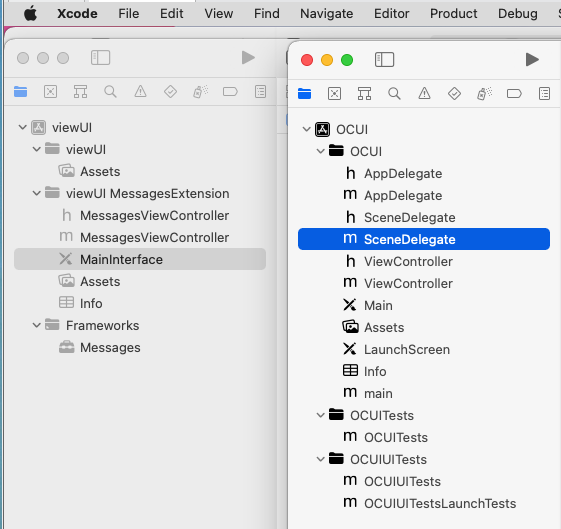 Xcode File Edit View Find Navigate Editor Product Debug
viewUI
viewUI
Assets
viewUI MessagesExtension
h MessagesViewController
m MessagesViewController
MainInterface
Assets
Info
Frameworks
Messages
OCUI
OCUI
h AppDelegate
m AppDelegate
h SceneDelegate
m SceneDelegate
h ViewController
m ViewController
Main
Assets
LaunchScreen
Info
m main
OCUITests
m OCUITests
OCUIUITests
m OCUIUITests
m OCUIUITestsLaunchTests